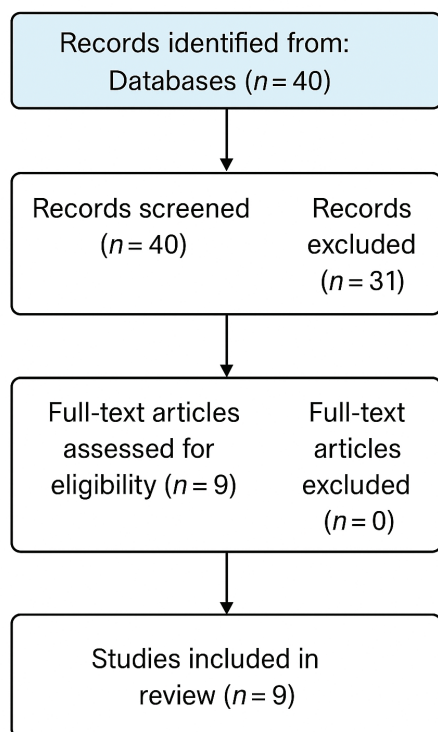 Records identified from:
Databases (n = 40)
Records screened
(n = 40)
Records
excluded
(n = 31)
Full-text articles
assessed for
eligibility (n = 9)
Full-text
articles
excluded
(n = 0)
Studies included in
review (n = 9)